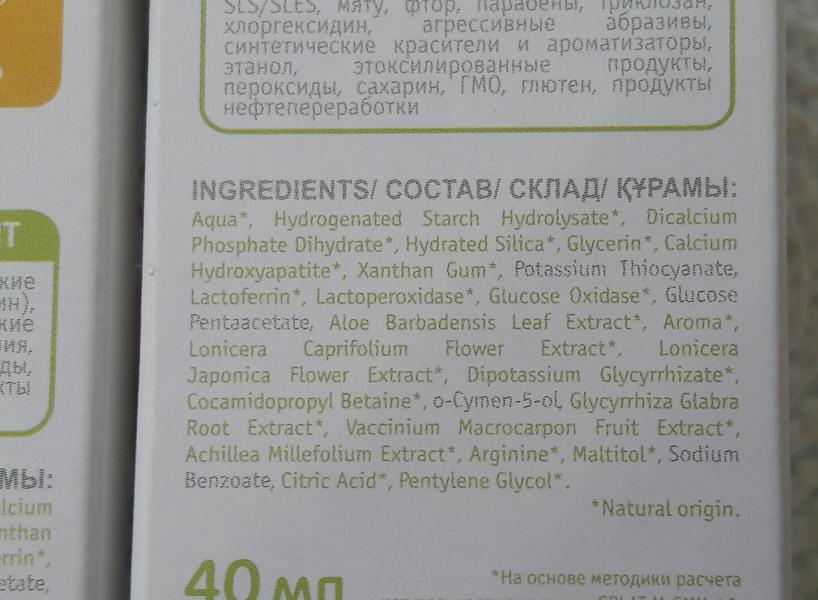 SLS/SLES, мяту, фтор, парабены, триклозан,
хлоргексидин, агрессивные абразивы,
синтетические красители и ароматизаторы,
этанол, этоксилированные продукты,
пероксиды, сахарин, ГМО, глютен, продукты
нефтепереработки
INGREDIENTS/ СОСТАВ/ СКЛАД/ ҚҰРАМЫ:
Aqua*, Hydrogenated Starch Hydrolysate*, Dicalcium
Phosphate Dihydrate*, Hydrated Silica*, Glycerin*, Calcium
Hydroxyapatite*, Xanthan Gum*, Potassium Thiocyanate,
Lactoferrin*, Lactoperoxidase*, Glucose Oxidase*, Glucose
Pentaacetate, Aloe Barbadensis Leaf Extract*, Aroma*,
Lonicera Caprifolium Flower Extract*, Lonicera
Japonica Flower Extract*, Dipotassium Glycyrrhizate*,
Cocamidopropyl Betaine*, o-Cymen-5-ol, Glycyrrhiza Glabra
Root Extract*, Vaccinium Macrocarpon Fruit Extract*,
Achillea Millefolium Extract*, Arginine*, Maltitol*, Sodium
Benzoate, Citric Acid*, Pentylene Glycol*.
*Natural origin.
40 мл
*На основе методики расчета